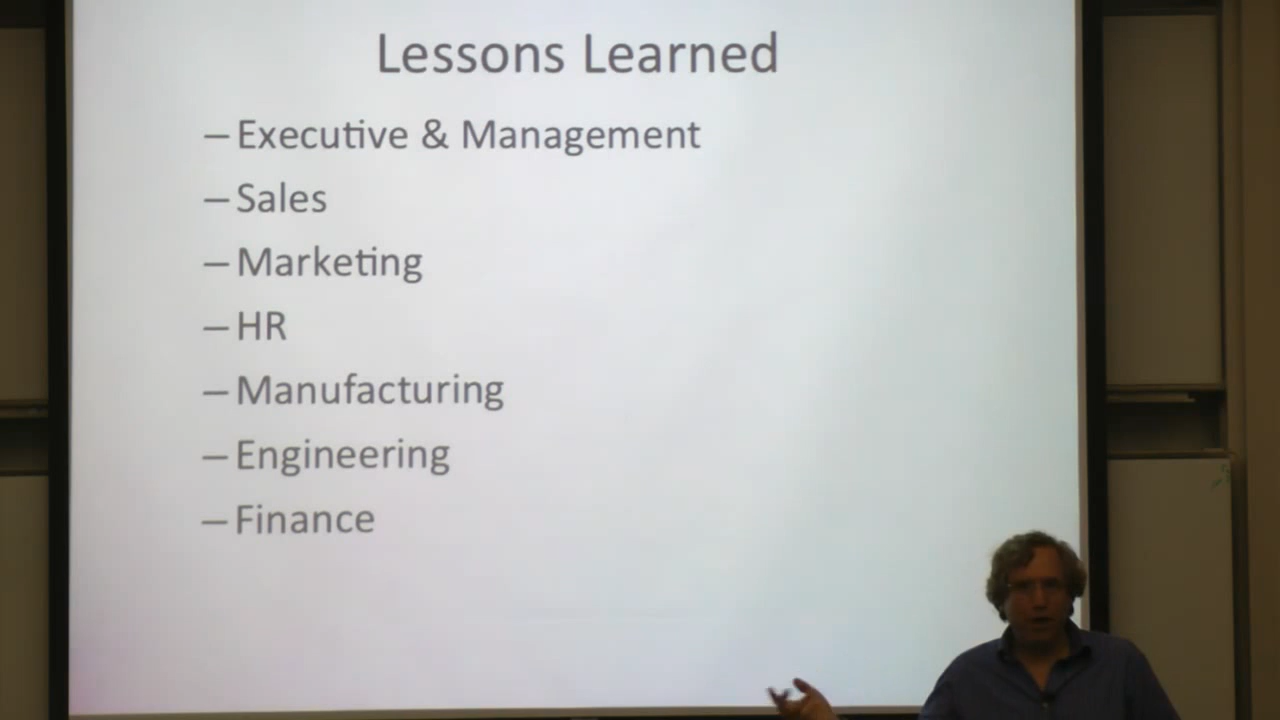 Lessons Learned
– Executive & Management
– Sales
– Marketing
– HR
– Manufacturing
– Engineering
– Finance